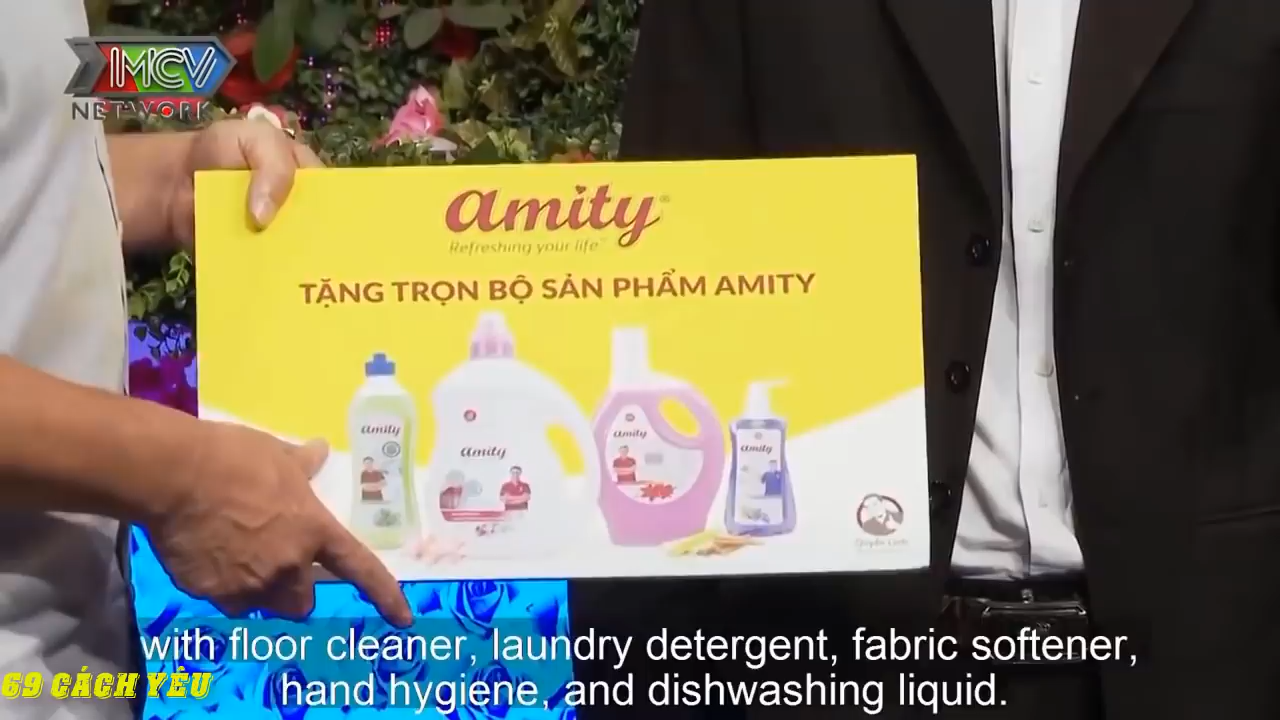 MCV
NETWORK
amity
Refreshing your life
TẶNG TRỌN BỘ SẢN PHẨM AMITY
amity
amity
amity
amity
with floor cleaner, laundry detergent, fabric softener,
hand hygiene, and dishwashing liquid.
69 CÁCH YÊU